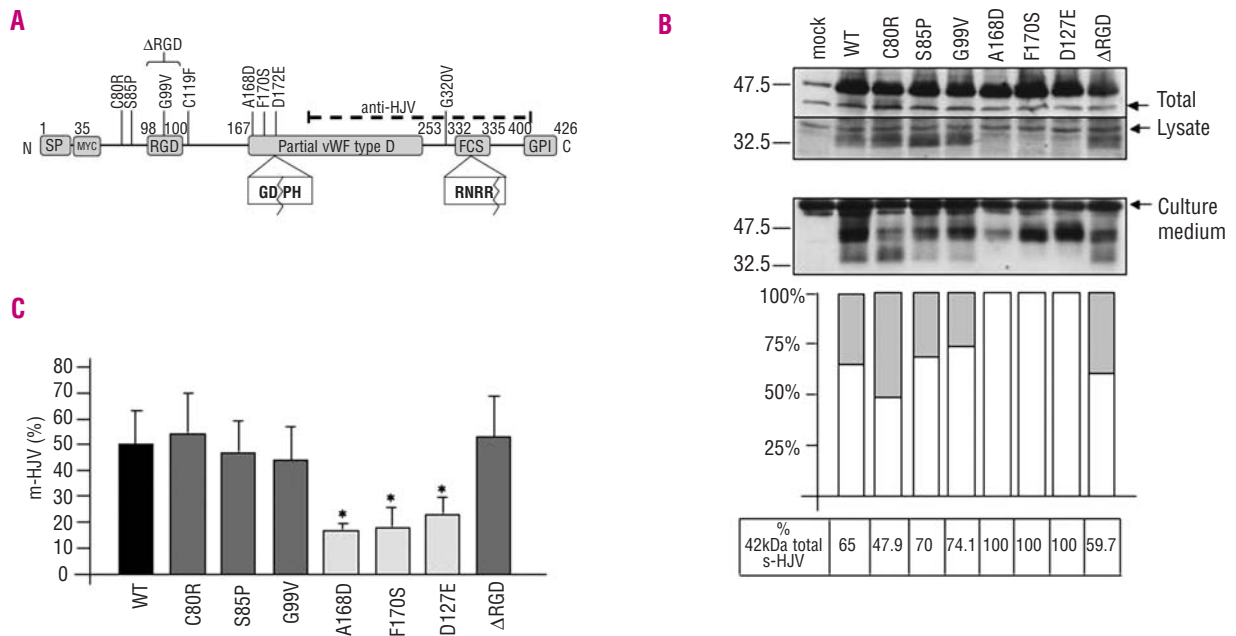 A
ΔRGD
C80R
S85P
G99V
C119F
A168D
F170S
D172E
anti-HJV
G320V
1 35 98 100 167 253 332 335 400 426
N SP MYC RGD Partial vWF type D FCS GPI C
GD PH RNRR
B
mock WT C80R S85P G99V A168D F170S D127E ΔRGD
47.5
Total
Lysate
32.5
47.5
Culture
medium
32.5
100%
75%
50%
25%
%
42kDa total
s-HJV
65 47.9 70 74.1 100 100 100 59.7
C
m-HJV (%)
80
70
60
50
40
30
20
10
0
* * *
WT C80R S85P G99V A168D F170S D127E ΔRGD